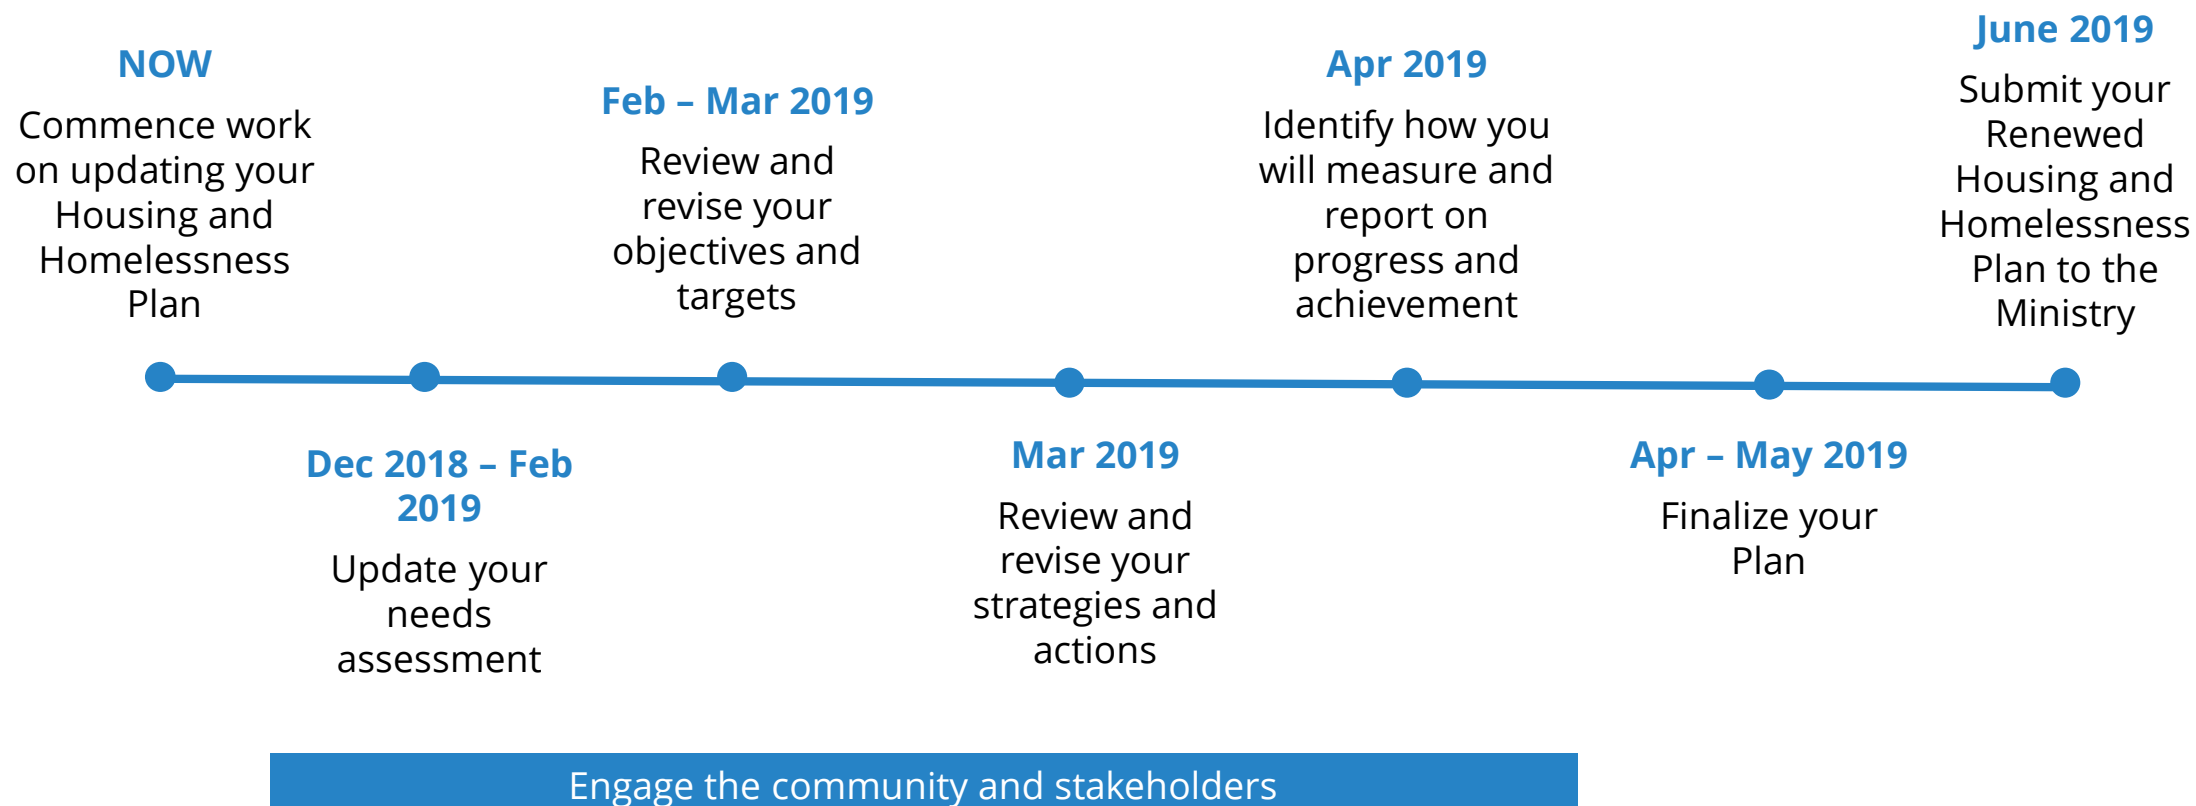 NOW
Commence work
on updating your
Housing and
Homelessness
Plan
Dec 2018 – Feb
2019
Update your
needs
assessment
Feb – Mar 2019
Review and
revise your
objectives and
targets
Mar 2019
Review and
revise your
strategies and
actions
Apr 2019
Identify how you
will measure and
report on
progress and
achievement
Apr – May 2019
Finalize your
Plan
June 2019
Submit your
Renewed
Housing and
Homelessness
Plan to the
Ministry
Engage the community and stakeholders